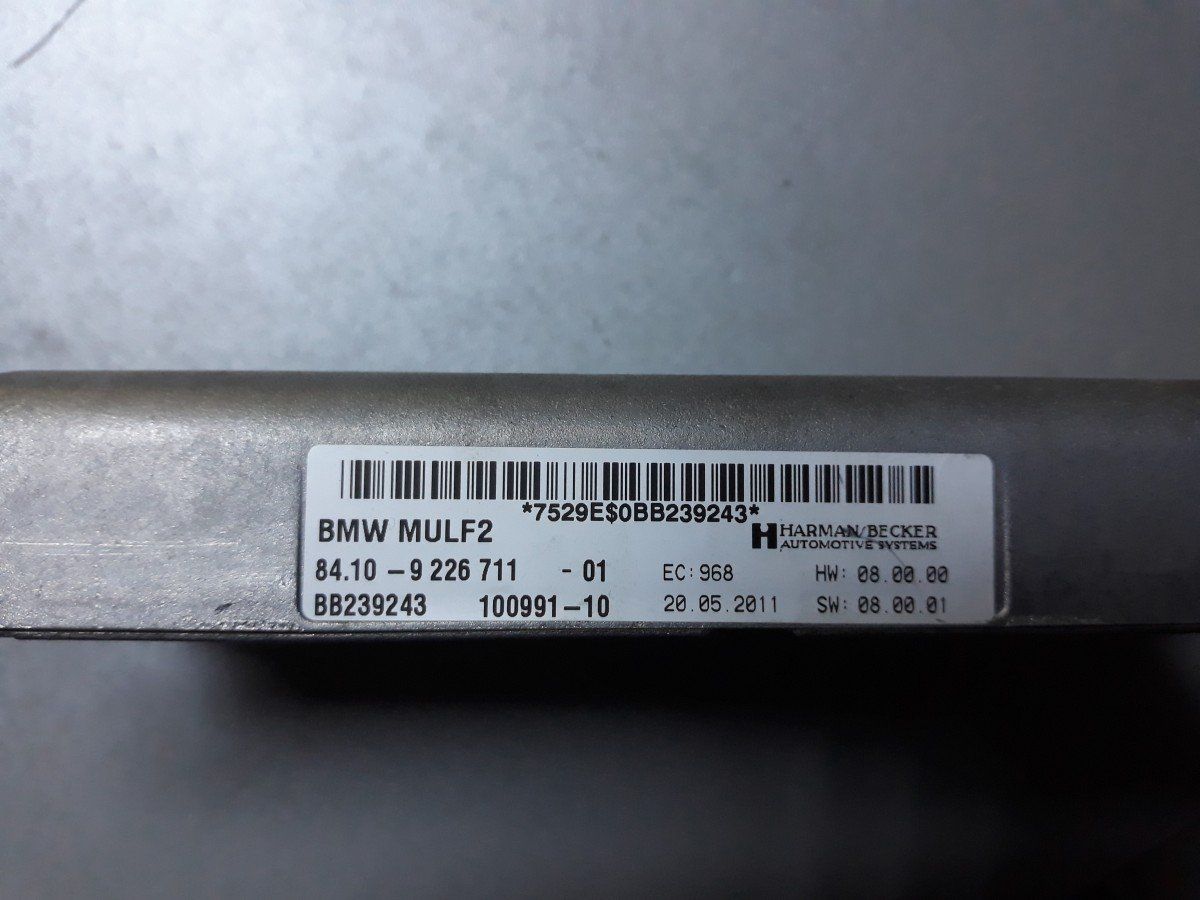 *7529E$0BB239243*
BMW MULF2
HARMAN/BECKER
AUTOMOTIVE SYSTEMS
84.10 - 9 226 711 - 01 EC: 968 HW: 08.00.00
BB239243 100991-10 20.05.2011 SW: 08.00.01